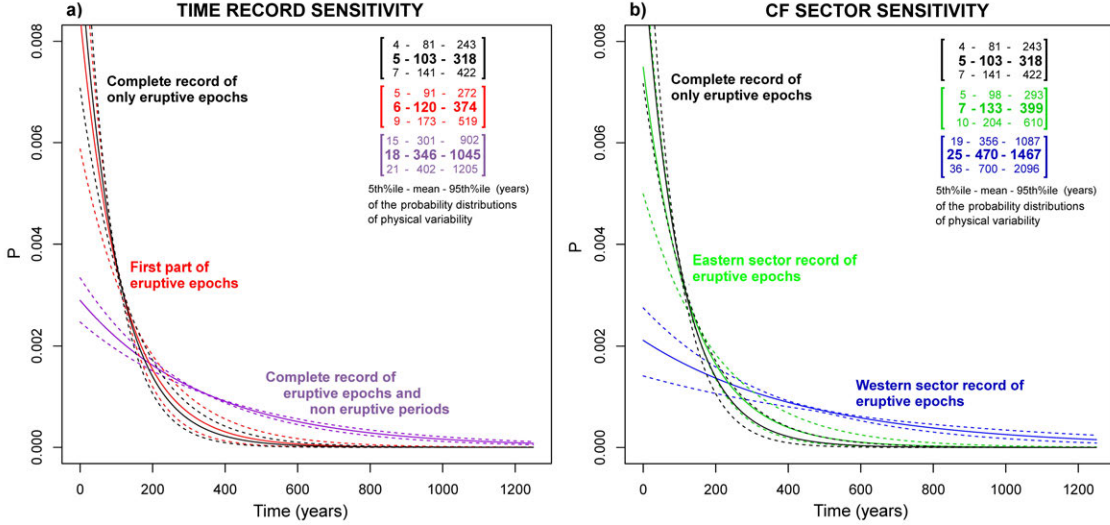 a) TIME RECORD SENSITIVITY
0.008
0.006
0.004
0.002
0.000
P
Complete record of
only eruptive epochs
4 - 81 - 243
5 - 103 - 318
7 - 141 - 422
5 - 91 - 272
6 - 120 - 374
9 - 173 - 519
15 - 301 - 902
18 - 346 - 1045
21 - 402 - 1205
5th%ile - mean - 95th%ile (years)
of the probability distributions
of physical variability
First part of
eruptive epochs
Complete record of
eruptive epochs and
non eruptive periods
0 200 400 600 800 1000 1200
Time (years)
b) CF SECTOR SENSITIVITY
0.008
0.006
0.004
0.002
0.000
P
Complete record of
only eruptive epochs
4 - 81 - 243
5 - 103 - 318
7 - 141 - 422
5 - 98 - 293
7 - 133 - 399
10 - 204 - 610
19 - 356 - 1087
25 - 470 - 1467
36 - 700 - 2096
5th%ile - mean - 95th%ile (years)
of the probability distributions
of physical variability
Eastern sector record of
eruptive epochs
Western sector record of
eruptive epochs
0 200 400 600 800 1000 1200
Time (years)